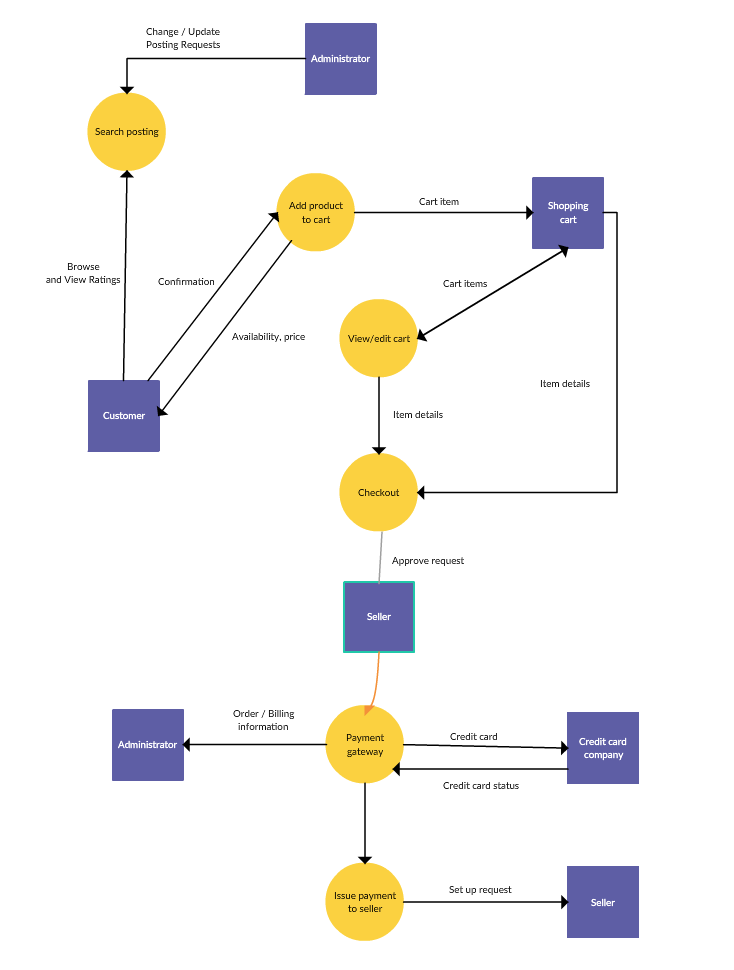 Change / Update
Posting Requests
Administrator
Search posting
Add product
to cart
Cart item
Shopping
cart
Browse
and View Ratings
Confirmation
Cart items
Availability, price
View/edit cart
Item details
Customer
Item details
Checkout
Approve request
Seller
Order / Billing
information
Administrator
Payment
gateway
Credit card
Credit card
company
Credit card status
Issue payment
to seller
Set up request
Seller